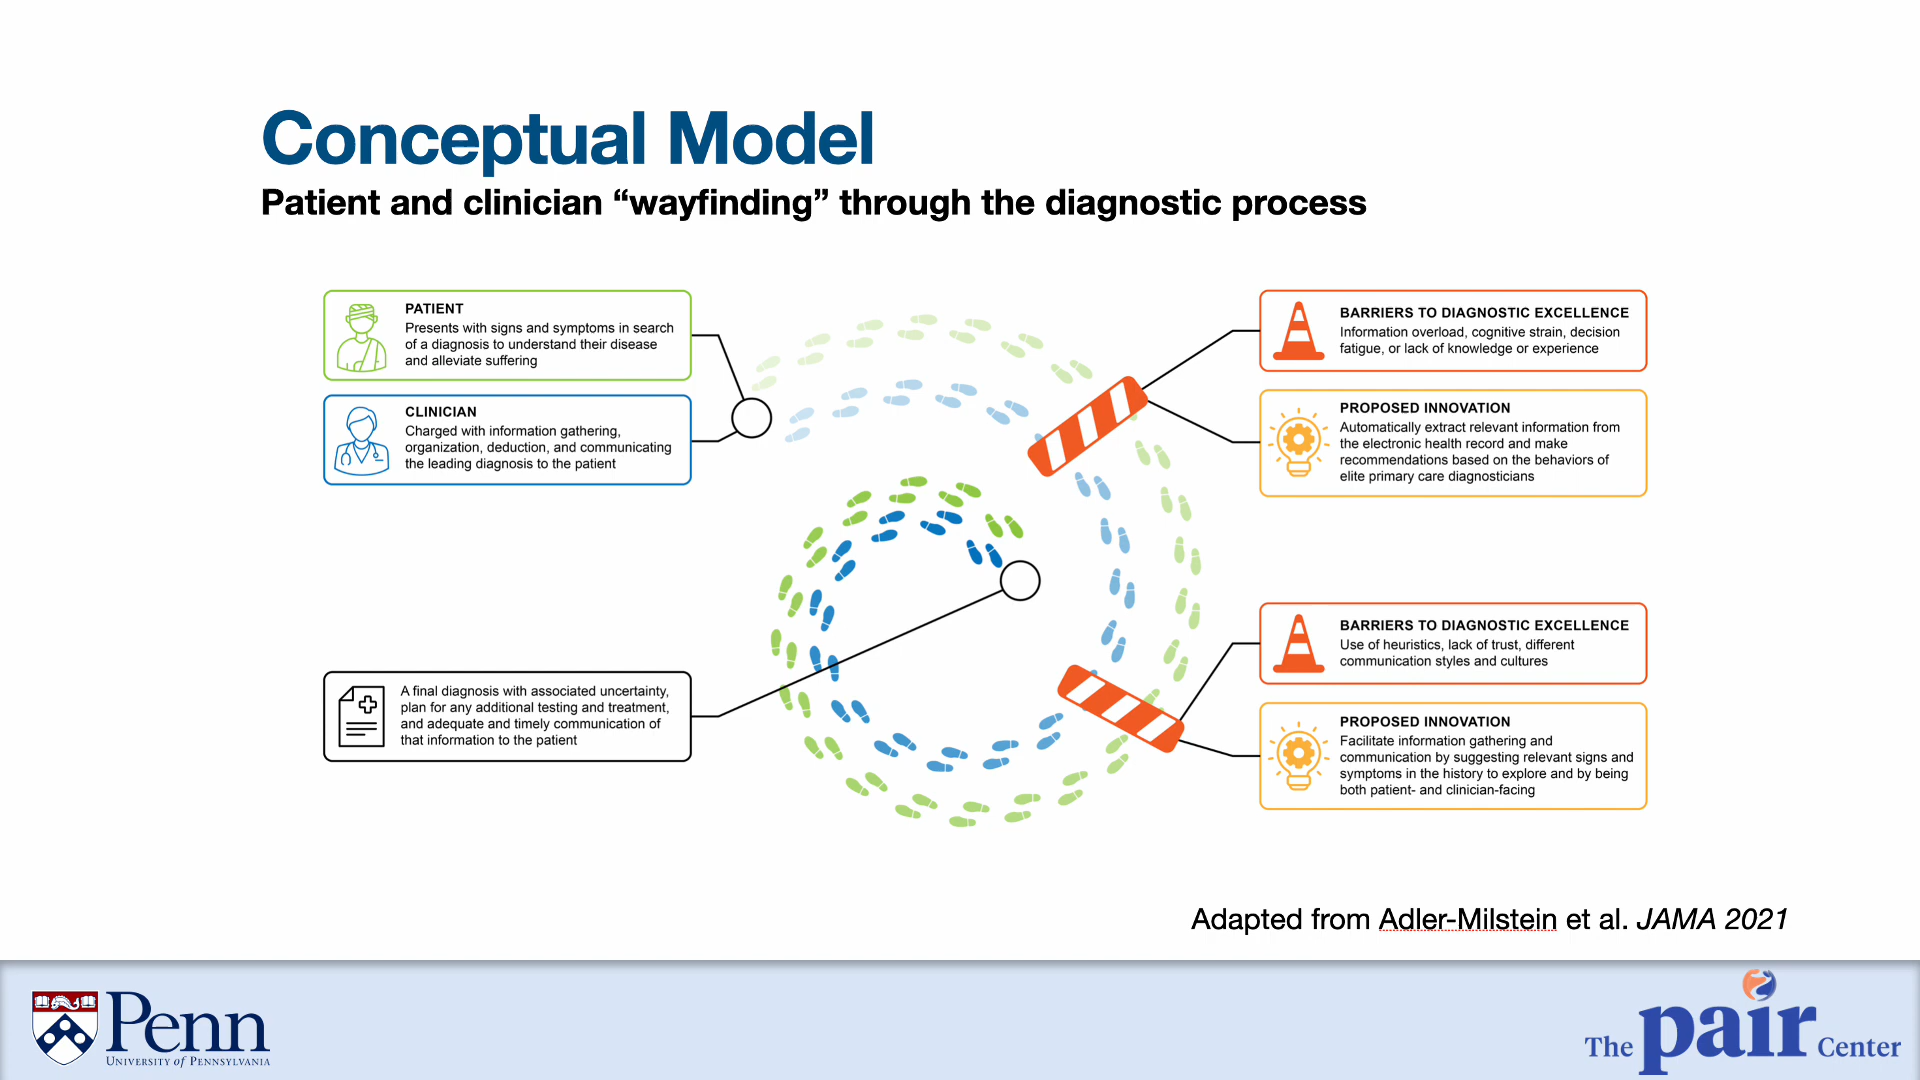 Conceptual Model
Patient and clinician “wayfinding” through the diagnostic process
PATIENT
Presents with signs and symptoms in search
of a diagnosis to understand their disease
and alleviate suffering
CLINICIAN
Charged with information gathering,
organization, deduction, and communicating
the leading diagnosis to the patient
A final diagnosis with associated uncertainty,
plan for any additional testing and treatment,
and adequate and timely communication of
that information to the patient
BARRIERS TO DIAGNOSTIC EXCELLENCE
Information overload, cognitive strain, decision
fatigue, or lack of knowledge or experience
PROPOSED INNOVATION
Automatically extract relevant information from
the electronic health record and make
recommendations based on the behaviors of
elite primary care diagnosticians
BARRIERS TO DIAGNOSTIC EXCELLENCE
Use of heuristics, lack of trust, different
communication styles and cultures
PROPOSED INNOVATION
Facilitate information gathering and
communication by suggesting relevant signs and
symptoms in the history to explore and by being
both patient- and clinician-facing
Adapted from Adler-Milstein et al. JAMA 2021
Penn
UNIVERSITY of PENNSYLVANIA
The pair Center